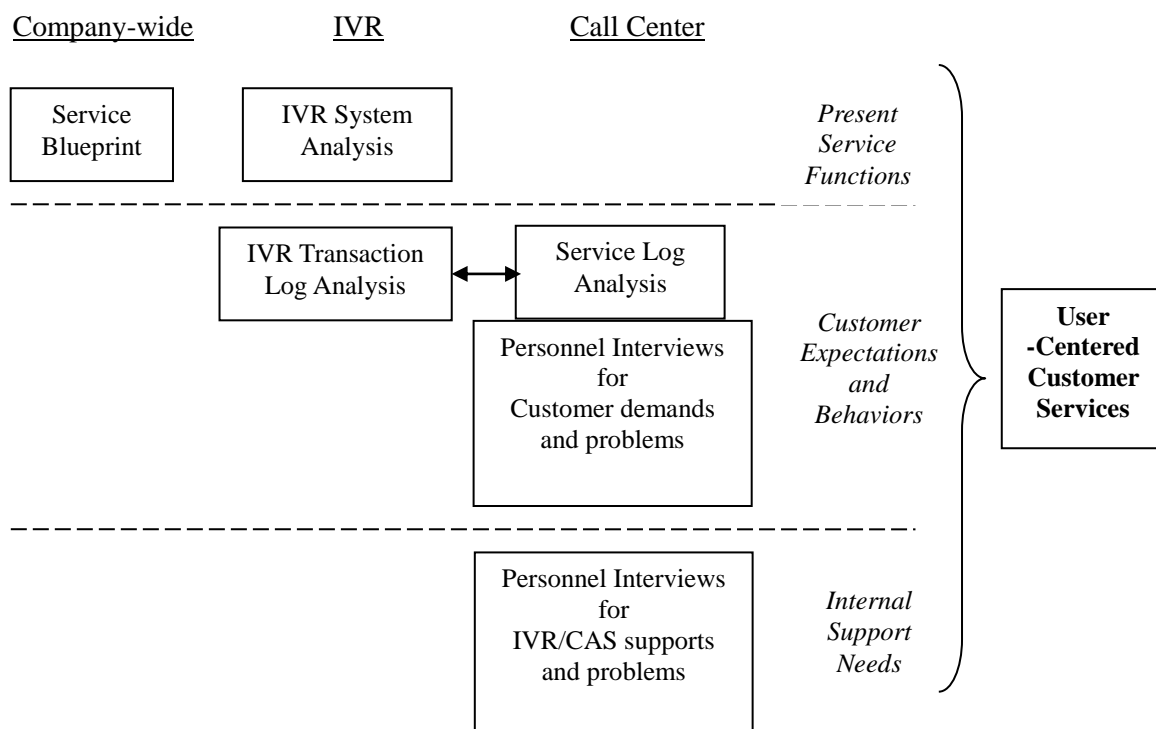 Company-wide
IVR
Call Center
Service
Blueprint
IVR System
Analysis
Present
Service
Functions
IVR Transaction
Log Analysis
Service Log
Analysis
Personnel Interviews
for
Customer demands
and problems
Customer
Expectations
and
Behaviors
User
-Centered
Customer
Services
Personnel Interviews
for
IVR/CAS supports
and problems
Internal
Support
Needs